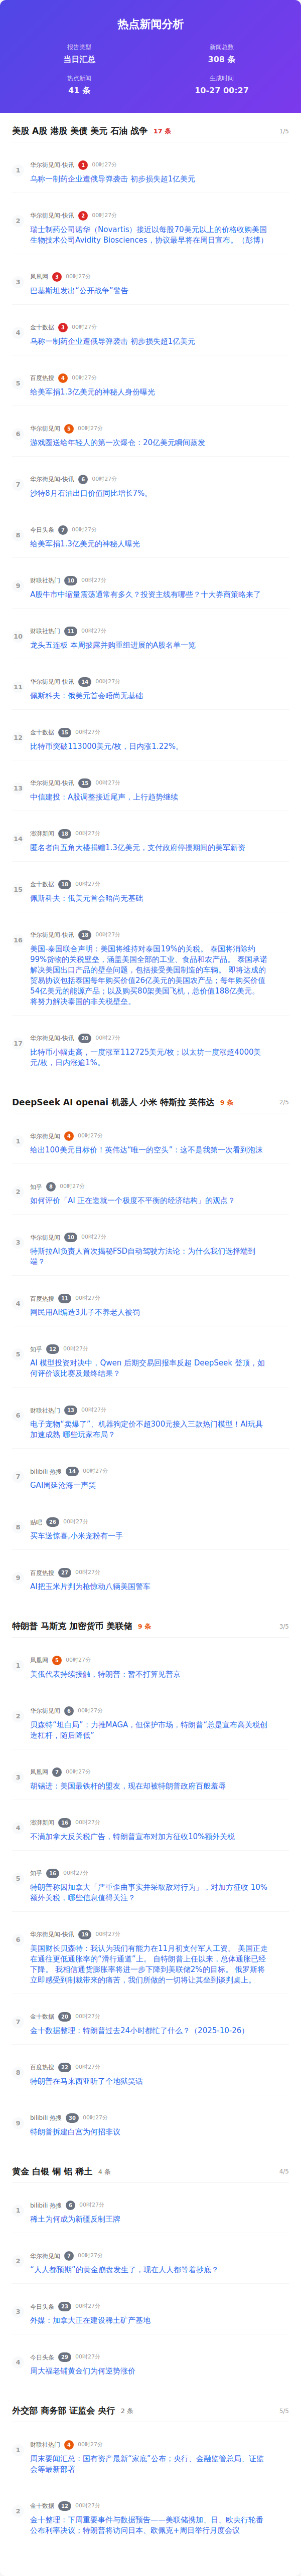 热点新闻分析
报告类型
当日汇总
新闻总数
308 条
热点新闻
41 条
生成时间
10-27 00:27
美股 A股 港股 美债 美元 石油 战争 17 条 1/5
1
华尔街见闻-快讯 1 00时27分
乌称一制药企业遭俄导弹袭击 初步损失超1亿美元
2
华尔街见闻-快讯 2 00时27分
瑞士制药公司诺华（Novartis）接近以每股70美元以上的价格收购美国
生物技术公司Avidity Biosciences，协议最早将在周日宣布。（彭博）
3
凤凰网 3 00时27分
巴基斯坦发出“公开战争”警告
4
金十数据 3 00时27分
乌称一制药企业遭俄导弹袭击 初步损失超1亿美元
5
百度热搜 4 00时27分
给美军捐1.3亿美元的神秘人身份曝光
6
华尔街见闻 5 00时27分
游戏圈送给年轻人的第一次爆仓：20亿美元瞬间蒸发
7
华尔街见闻-快讯 6 00时27分
沙特8月石油出口价值同比增长7%。
8
今日头条 7 00时27分
给美军捐1.3亿美元的神秘人曝光
9
财联社热门 10 00时27分
A股牛市中缩量震荡通常有多久？投资主线有哪些？十大券商策略来了
10
财联社热门 11 00时27分
龙头五连板 本周披露并购重组进展的A股名单一览
11
华尔街见闻-快讯 14 00时27分
佩斯科夫：俄美元首会晤尚无基础
12
金十数据 15 00时27分
比特币突破113000美元/枚，日内涨1.22%。
13
华尔街见闻-快讯 15 00时27分
中信建投：A股调整接近尾声，上行趋势继续
14
澎湃新闻 18 00时27分
匿名者向五角大楼捐赠1.3亿美元，支付政府停摆期间的美军薪资
15
金十数据 18 00时27分
佩斯科夫：俄美元首会晤尚无基础
16
华尔街见闻-快讯 18 00时27分
美国-泰国联合声明：美国将维持对泰国19%的关税。 泰国将消除约
99%货物的关税壁垒，涵盖美国全部的工业、食品和农产品。 泰国承诺
解决美国出口产品的壁垒问题，包括接受美国制造的车辆。 即将达成的
贸易协议包括泰国每年购买价值26亿美元的美国农产品；每年购买价值
54亿美元的能源产品；以及购买80架美国飞机，总价值188亿美元。 
将努力解决泰国的非关税壁垒。
17
华尔街见闻-快讯 20 00时27分
比特币小幅走高，一度涨至112725美元/枚；以太坊一度涨超4000美
元/枚，日内涨逾1%。
DeepSeek AI openai 机器人 小米 特斯拉 英伟达 9 条 2/5
1
华尔街见闻 4 00时27分
给出100美元目标价！英伟达“唯一的空头”：这不是我第一次看到泡沫
2
知乎 8 00时27分
如何评价「AI 正在造就一个极度不平衡的经济结构」的观点？
3
华尔街见闻 10 00时27分
特斯拉AI负责人首次揭秘FSD自动驾驶方法论：为什么我们选择端到
端？
4
百度热搜 11 00时27分
网民用AI编造3儿子不养老人被罚
5
知乎 12 00时27分
AI 模型投资对决中，Qwen 后期交易回报率反超 DeepSeek 登顶，如
何评价该比赛及最终结果？
6
财联社热门 13 00时27分
电子宠物“卖爆了”、机器狗定价不超300元接入三款热门模型！AI玩具
加速成熟 哪些玩家布局？
7
bilibili 热搜 14 00时27分
GAI周延沧海一声笑
8
贴吧 26 00时27分
买车送惊喜,小米宠粉有一手
9
百度热搜 27 00时27分
AI把玉米片判为枪惊动八辆美国警车
特朗普 马斯克 加密货币 美联储 9 条 3/5
1
凤凰网 5 00时27分
美俄代表持续接触，特朗普：暂不打算见普京
2
华尔街见闻 6 00时27分
贝森特“坦白局”：力推MAGA，但保护市场，特朗普“总是宣布高关税创
造杠杆，随后降低”
3
凤凰网 7 00时27分
胡锡进：美国最铁杆的盟友，现在却被特朗普政府百般羞辱
4
澎湃新闻 16 00时27分
不满加拿大反关税广告，特朗普宣布对加方征收10%额外关税
5
知乎 16 00时27分
特朗普称因加拿大「严重歪曲事实并采取敌对行为」，对加方征收 10%
额外关税，哪些信息值得关注？
6
华尔街见闻-快讯 19 00时27分
美国财长贝森特：我认为我们有能力在11月初支付军人工资。 美国正走
在通往更低通胀率的“滑行通道”上。 自特朗普上任以来，总体通胀已经
下降。 我相信通货膨胀率将进一步下降到美联储2%的目标。 俄罗斯将
立即感受到制裁带来的痛苦，我们所做的一切将让其坐到谈判桌上。
7
金十数据 20 00时27分
金十数据整理：特朗普过去24小时都忙了什么？（2025-10-26）
8
百度热搜 22 00时27分
特朗普在马来西亚听了个地狱笑话
9
bilibili 热搜 30 00时27分
特朗普拆建白宫为何招非议
黄金 白银 铜 铝 稀土 4 条 4/5
1
bilibili 热搜 6 00时27分
稀土为何成为新疆反制王牌
2
华尔街见闻 7 00时27分
“人人都预期”的黄金崩盘发生了，现在人人都等着抄底？
3
今日头条 23 00时27分
外媒：加拿大正在建设稀土矿产基地
4
今日头条 29 00时27分
周大福老铺黄金们为何逆势涨价
外交部 商务部 证监会 央行 2 条 5/5
1
财联社热门 4 00时27分
周末要闻汇总：国有资产最新“家底”公布；央行、金融监管总局、证监
会等最新部署
2
金十数据 12 00时27分
金十整理：下周重要事件与数据预告——美联储携加、日、欧央行轮番
公布利率决议；特朗普将访问日本、欧佩克+周日举行月度会议